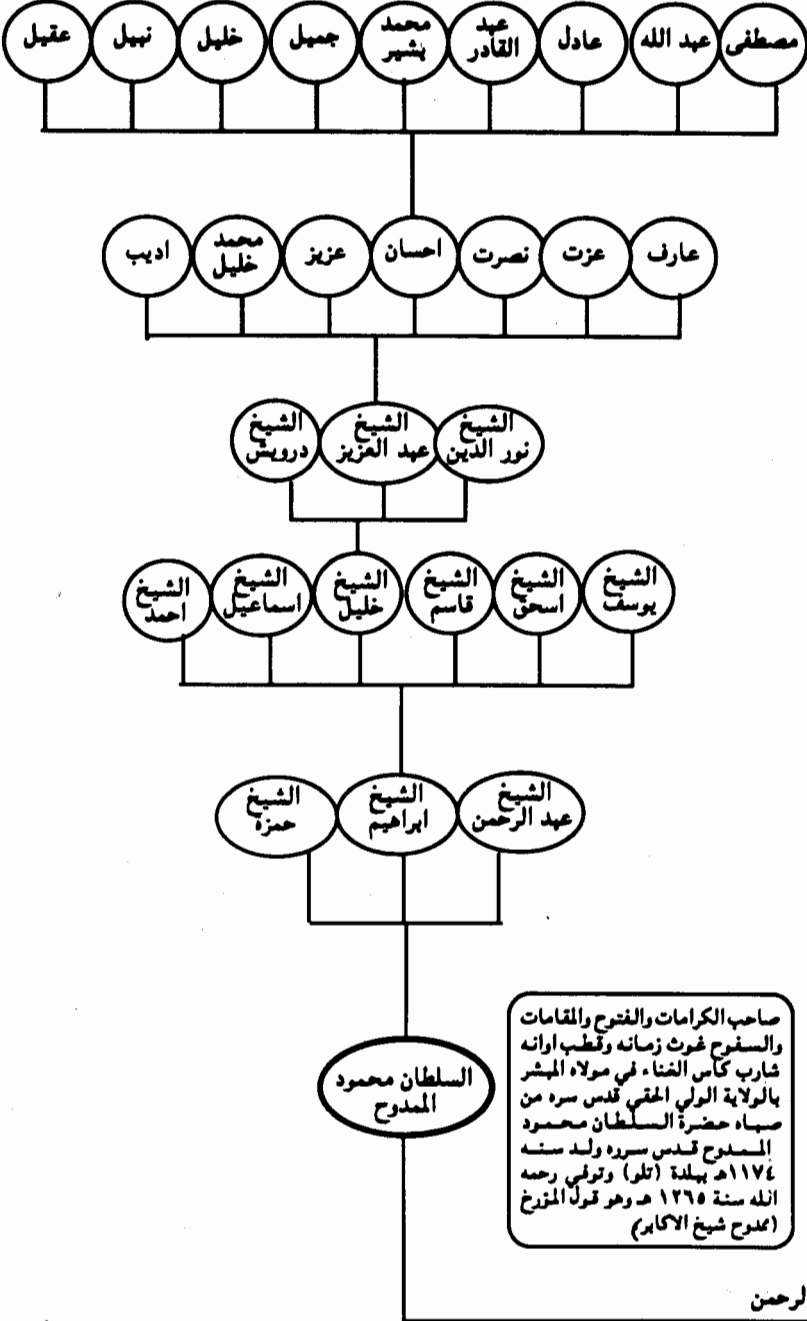 مصطفى
عبد الله
عادل
عبد
القادر
محمد
بشير
جميل
خليل
نبيل
عقيل
عارف
عزت
نصرت
احسان
عزيز
محمد
خليل
اديب
الشيخ
نور الدين
الشيخ
عبد العزيز
الشيخ
درويش
الشيخ
يوسف
الشيخ
اسحق
الشيخ
قاسم
الشيخ
خليل
الشيخ
اسماعيل
الشيخ
احمد
الشيخ
عبد الرحمن
الشيخ
ابراهيم
الشيخ
حمزه
السلطان محمود
الممدوح
صاحب الكرامات والفتوح والمقامات
والسفوح غوث زمانه وقطب اوانه
شارب كاس الفناء في مولاه المبشر
بالولاية الولي الحقي قدس سره من
صباه حضرة السلطان محمود
الممدوح قدس سرره ولد سنه
١١٧٤هـ ببلدة (تلو) وتوفي رحمه
الله سنة ١٢٦٥ هـ وهو قول المؤرخ
(ممدوح شيخ الاكابر)
لرحمن